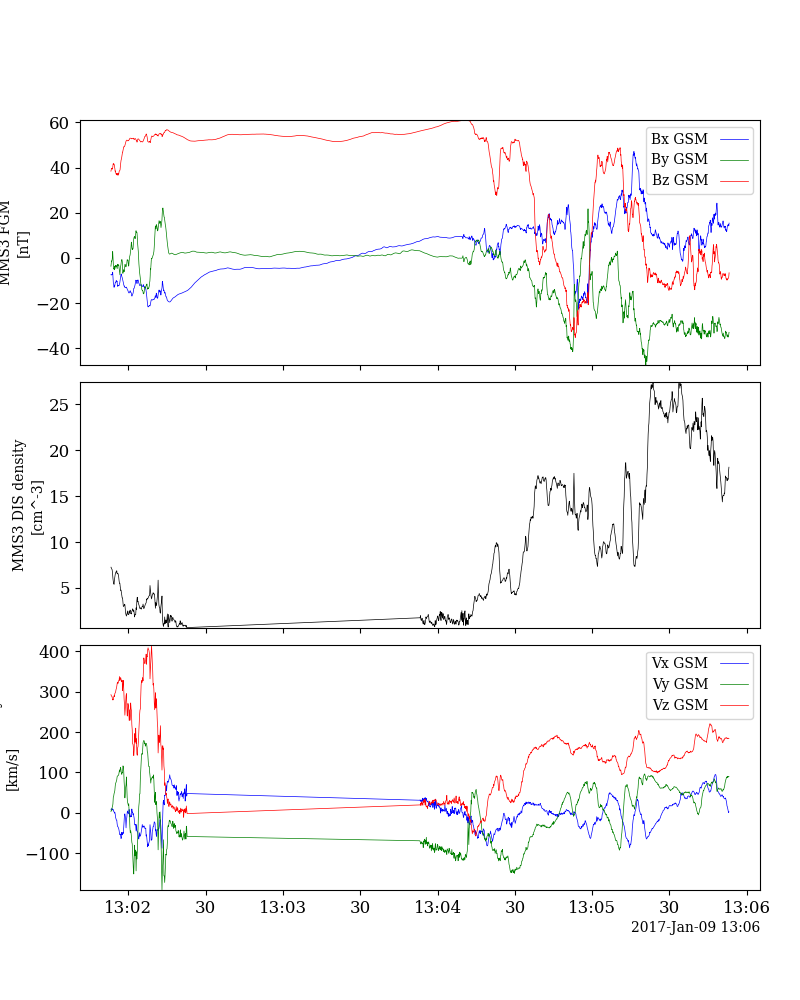 60
40
20
0
−20
−40
MMS3 FGM
[nT]
Bx GSM
By GSM
Bz GSM
25
20
15
10
5
MMS3 DIS density
[cm^-3]
400
300
200
100
0
−100
[km/s]
Vx GSM
Vy GSM
Vz GSM
13:02
30
13:03
30
13:04
30
13:05
30
13:06
2017-Jan-09 13:06